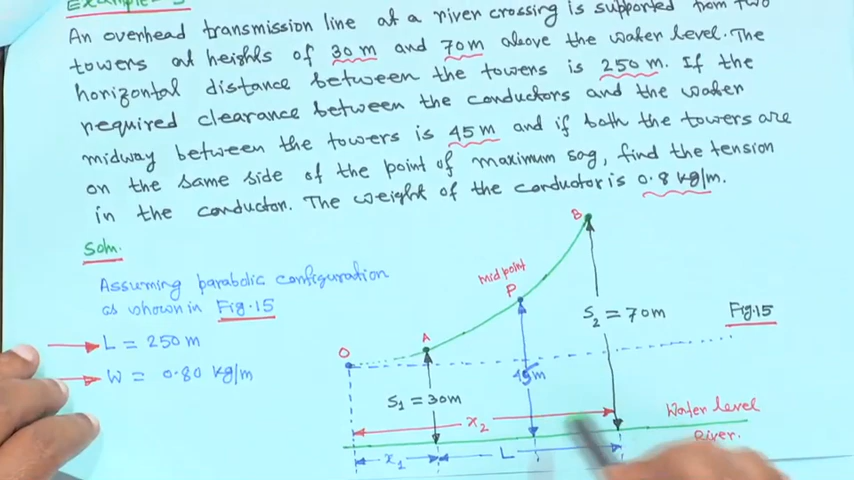 Example-3
An overhead transmission line at a river crossing is supported from two
towers at heights of 30 m and 70 m above the water level. The
horizontal distance between the towers is 250 m. If the
required clearance between the conductors and the water
midway between the towers is 45 m and if both the towers are
on the same side of the point of maximum sag, find the tension
in the conductor. The weight of the conductor is 0.8 kg/m.
Soln.
Assuming parabolic configuration
as shown in Fig.15
L = 250 m
W = 0.80 kg/m
B
midpoint
P
A
O
S2 = 70m
Fig.15
45m
S1 = 30m
x2
Water level
River.
x1
L